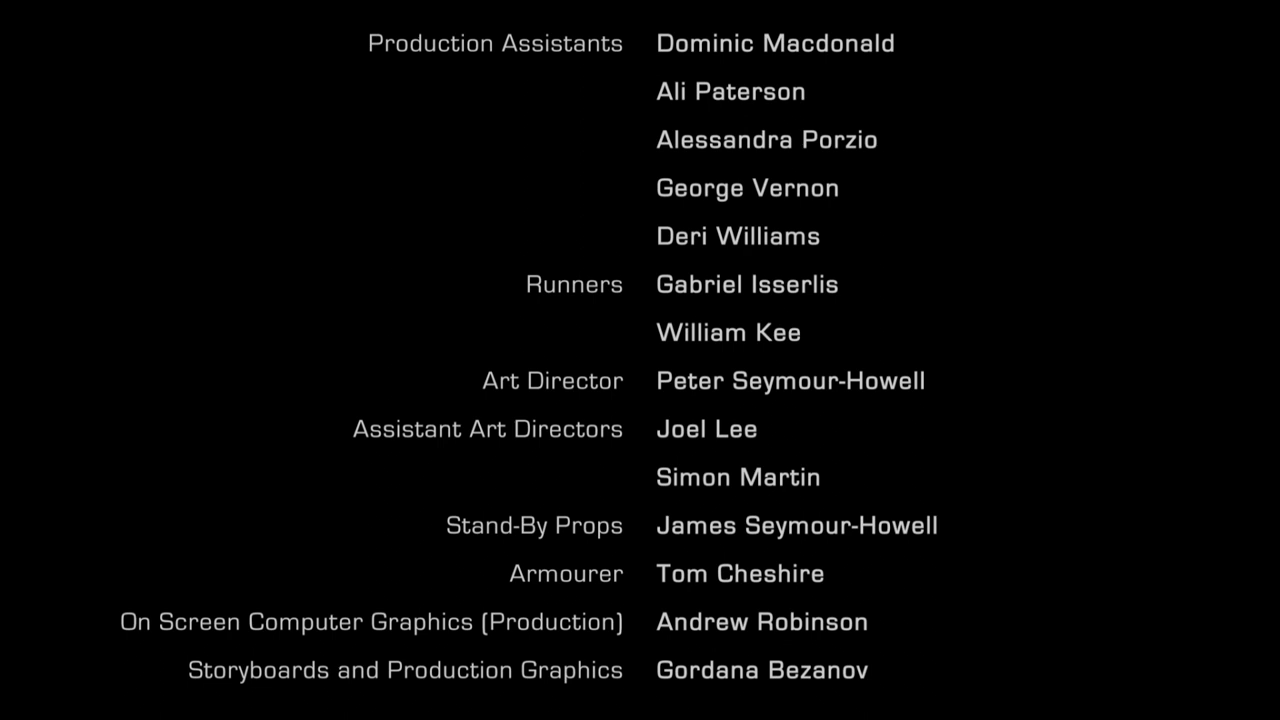 Production Assistants Dominic Macdonald
Ali Paterson
Alessandra Porzio
George Vernon
Deri Williams
Runners Gabriel Isserlis
William Kee
Art Director Peter Seymour-Howell
Assistant Art Directors Joel Lee
Simon Martin
Stand-By Props James Seymour-Howell
Armourer Tom Cheshire
On Screen Computer Graphics (Production) Andrew Robinson
Storyboards and Production Graphics Gordana Bezanov